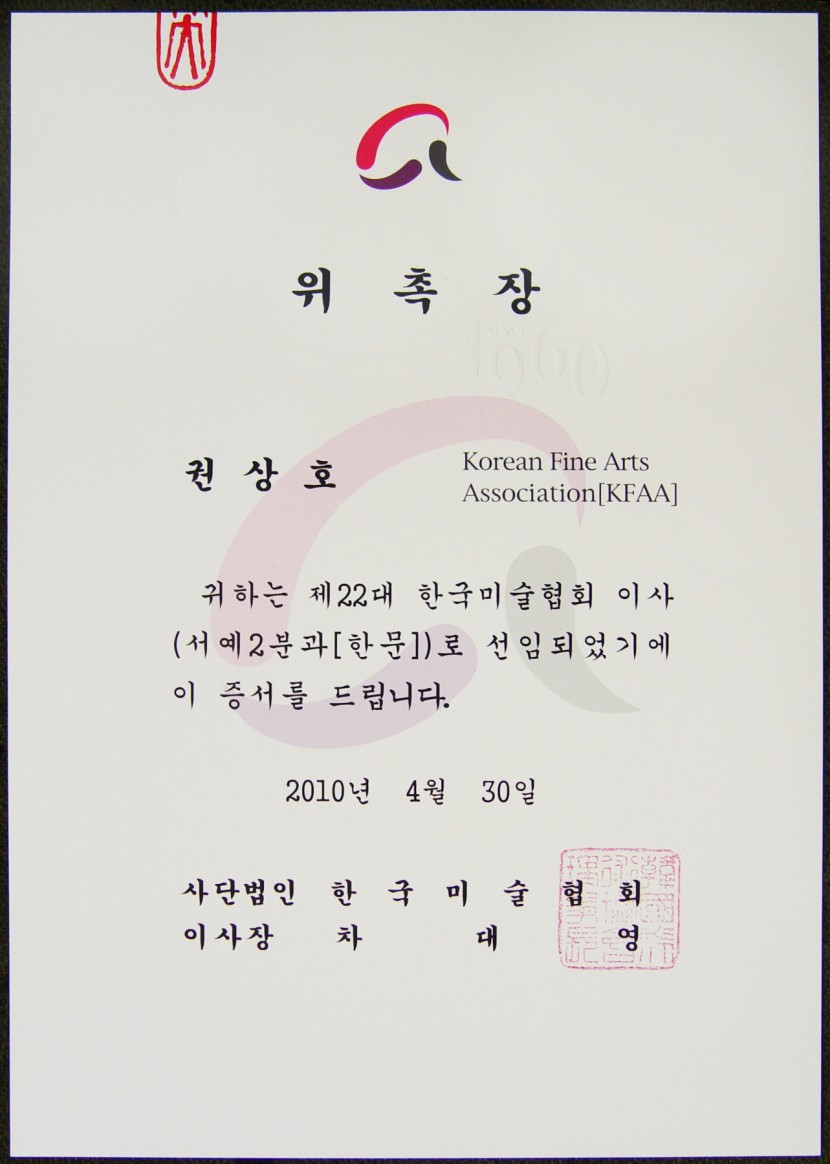 위 촉 장
1960
권 상 호
Korean Fine Arts
Association[KFAA]
귀하는 제22대 한국미술협회 이사
(서예2분과[한문])로 선임되었기에
이 증서를 드립니다.
2010년 4월 30일
사단법인 한 국 미 술 협 회
이사장 차 대 영